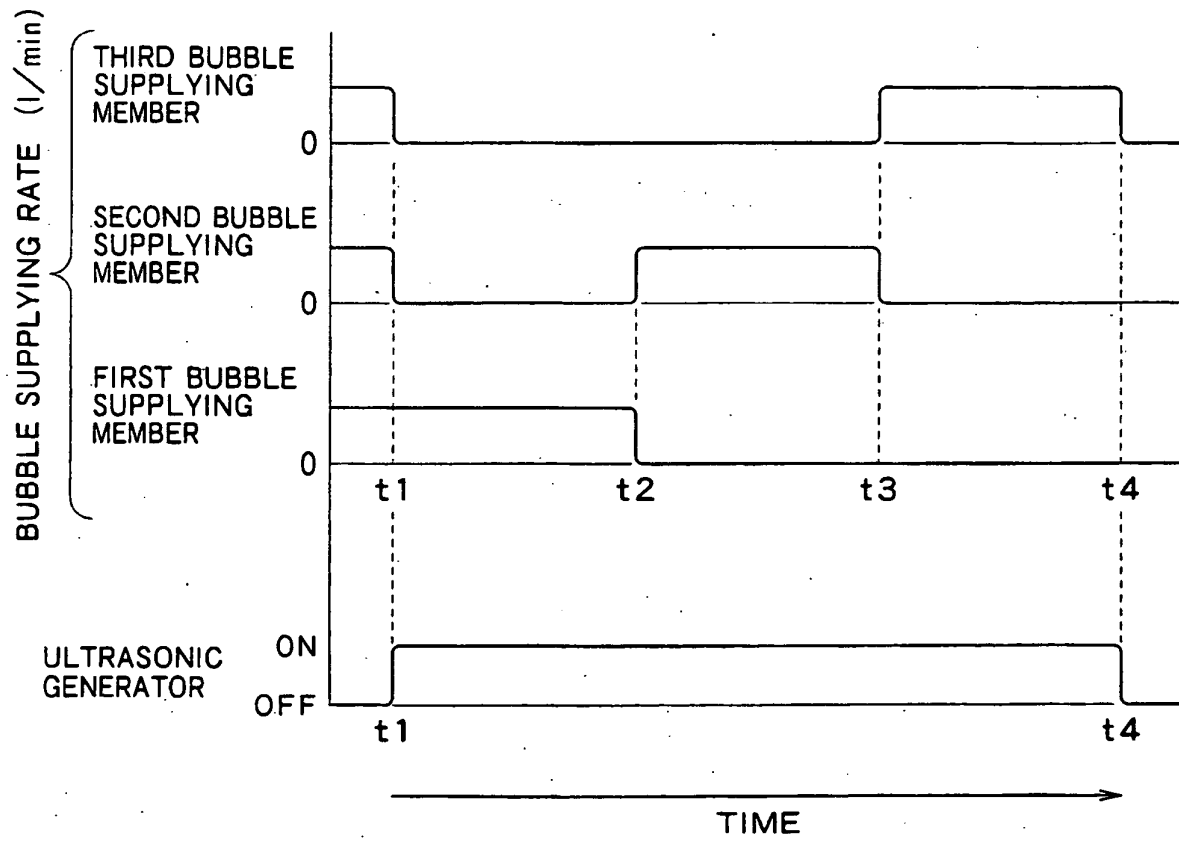 BUBBLE SUPPLYING RATE (l/min)
THIRD BUBBLE
SUPPLYING
MEMBER
0
SECOND BUBBLE
SUPPLYING
MEMBER
0
FIRST BUBBLE
SUPPLYING
MEMBER
0
t1 t2 t3 t4
ULTRASONIC
GENERATOR
ON
OFF
t1 t4
TIME